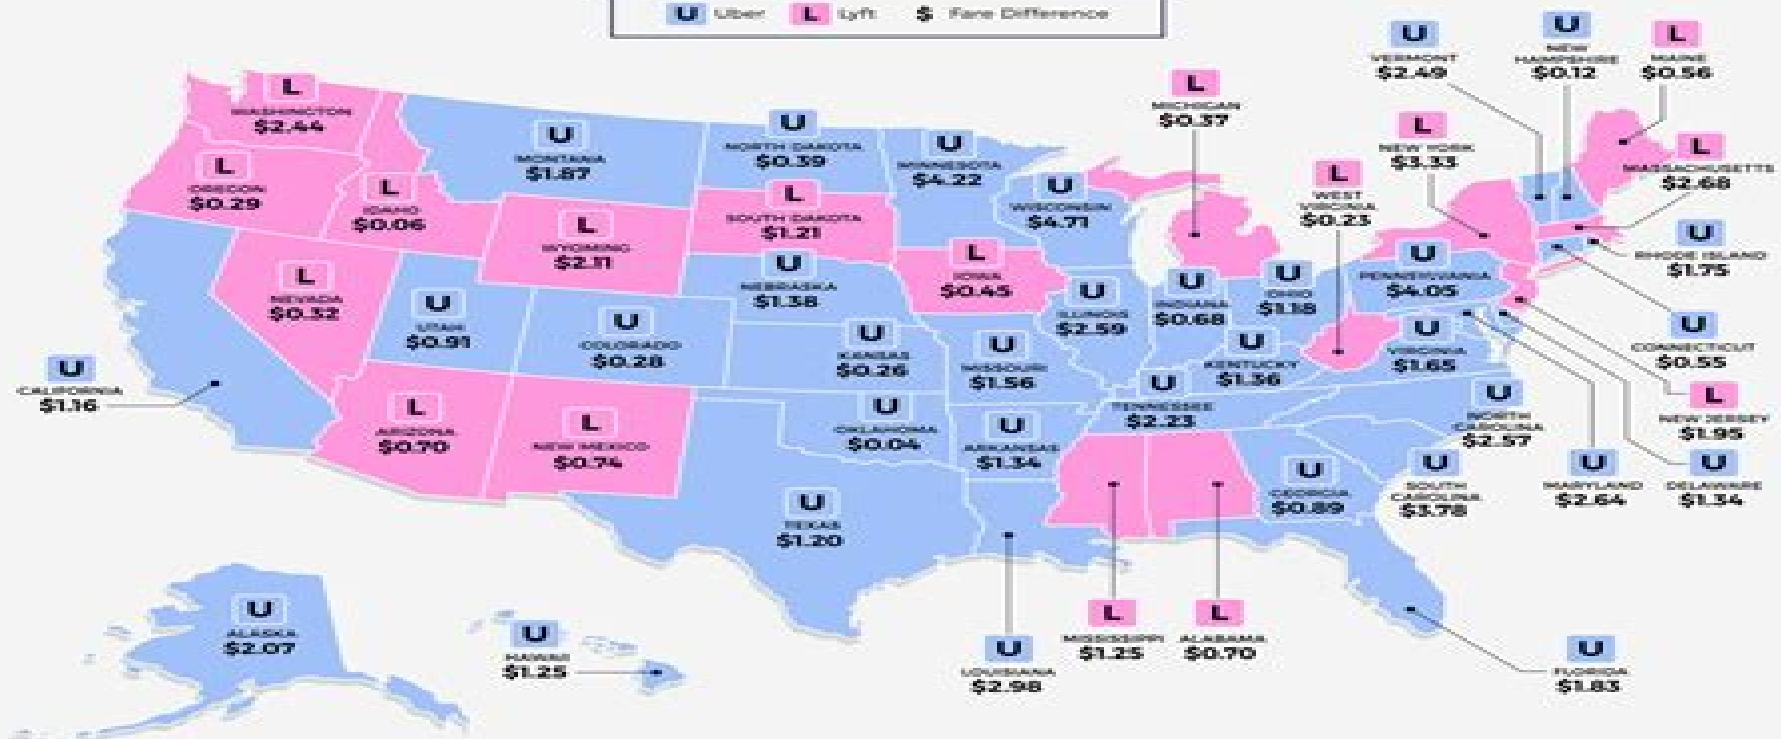 U Uber L Lyft $ Fare Difference
U
VERMONT
$2.49
U
NEW
HAMPSHIRE
$0.12
L
MAINE
$0.56
L
WASHINGTON
$2.44
L
MICHIGAN
$0.37
U
MONTANA
$1.87
U
NORTH DAKOTA
$0.39
U
MINNESOTA
$4.22
L
NEW YORK
$3.33
L
MASSACHUSETTS
$2.68
L
OREGON
$0.29
L
IDAHO
$0.06
L
WYOMING
$2.11
L
SOUTH DAKOTA
$1.21
U
WISCONSIN
$4.71
L
WEST
VIRGINIA
$0.23
U
RHODE ISLAND
$1.75
L
NEVADA
$0.32
U
UTAH
$0.91
U
COLORADO
$0.28
U
NEBRASKA
$1.38
L
IOWA
$0.45
U
ILLINOIS
$2.59
U
INDIANA
$0.68
U
OHIO
$1.18
U
PENNSYLVANIA
$4.05
U
CONNECTICUT
$0.55
U
CALIFORNIA
$1.16
U
KANSAS
$0.26
U
MISSOURI
$1.56
U
KENTUCKY
$1.36
U
VIRGINIA
$1.65
L
NEW JERSEY
$1.95
L
ARIZONA
$0.70
L
NEW MEXICO
$0.74
U
OKLAHOMA
$0.04
U
ARKANSAS
$1.34
U
TENNESSEE
$2.23
U
NORTH
CAROLINA
$2.57
U
TEXAS
$1.20
U
GEORGIA
$0.89
U
SOUTH
CAROLINA
$3.78
U
MARYLAND
$2.64
U
DELAWARE
$1.34
U
ALASKA
$2.07
U
HAWAII
$1.25
U
LOUISIANA
$2.98
L
MISSISSIPPI
$1.25
L
ALABAMA
$0.70
U
FLORIDA
$1.83